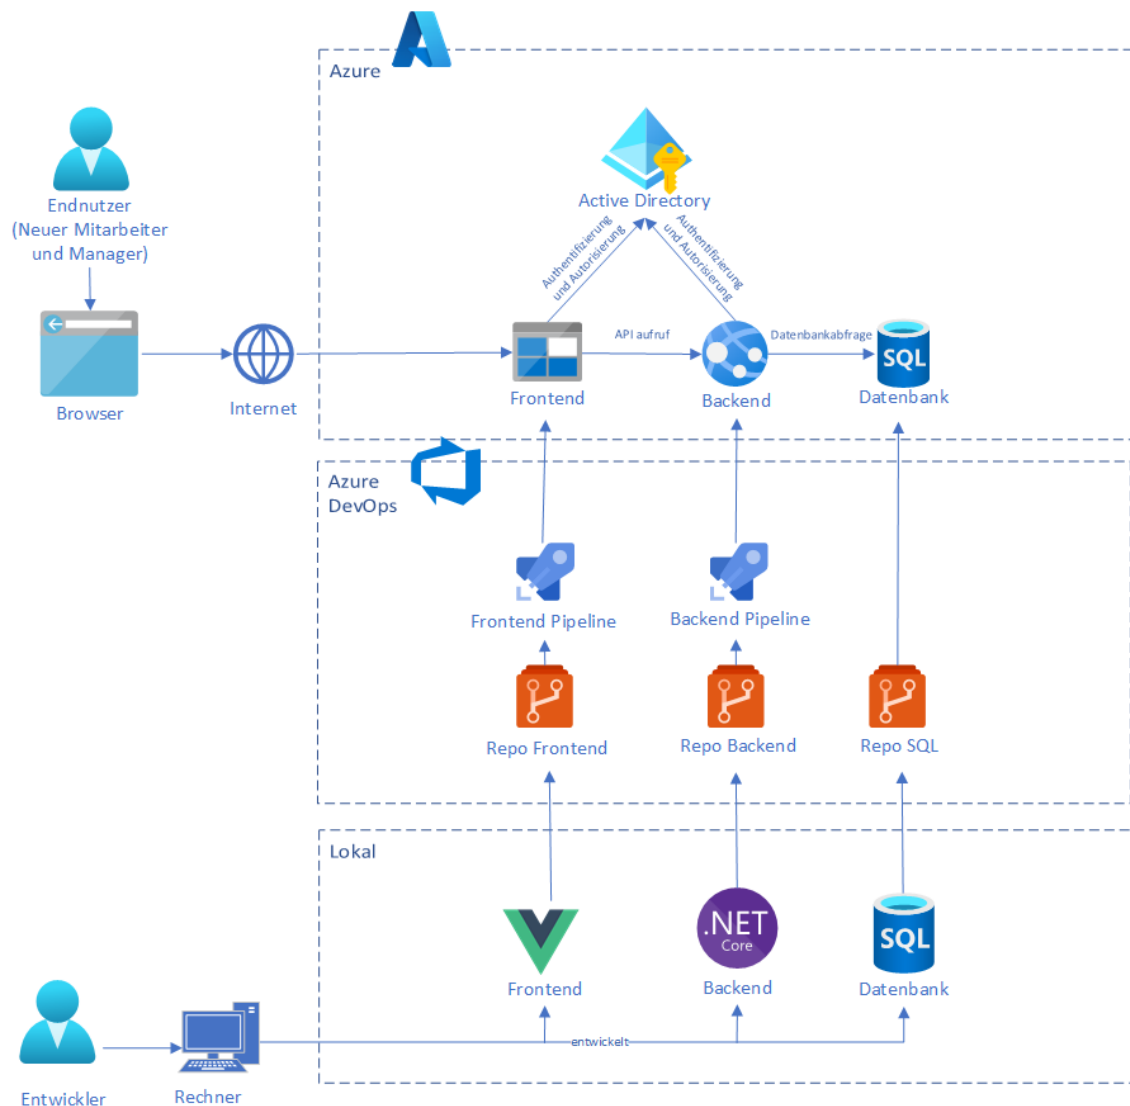 Azure
Endnutzer
(Neuer Mitarbeiter
und Manager)
Active Directory
Authentifizierung
und Autorisierung
Authentifizierung
und Autorisierung
API aufruf
Datenbankabfrage
SQL
Browser
Internet
Frontend
Backend
Datenbank
Azure
DevOps
Frontend Pipeline
Backend Pipeline
Repo Frontend
Repo Backend
Repo SQL
Lokal
.NET
Core
SQL
Frontend
Backend
Datenbank
entwickelt
Entwickler
Rechner